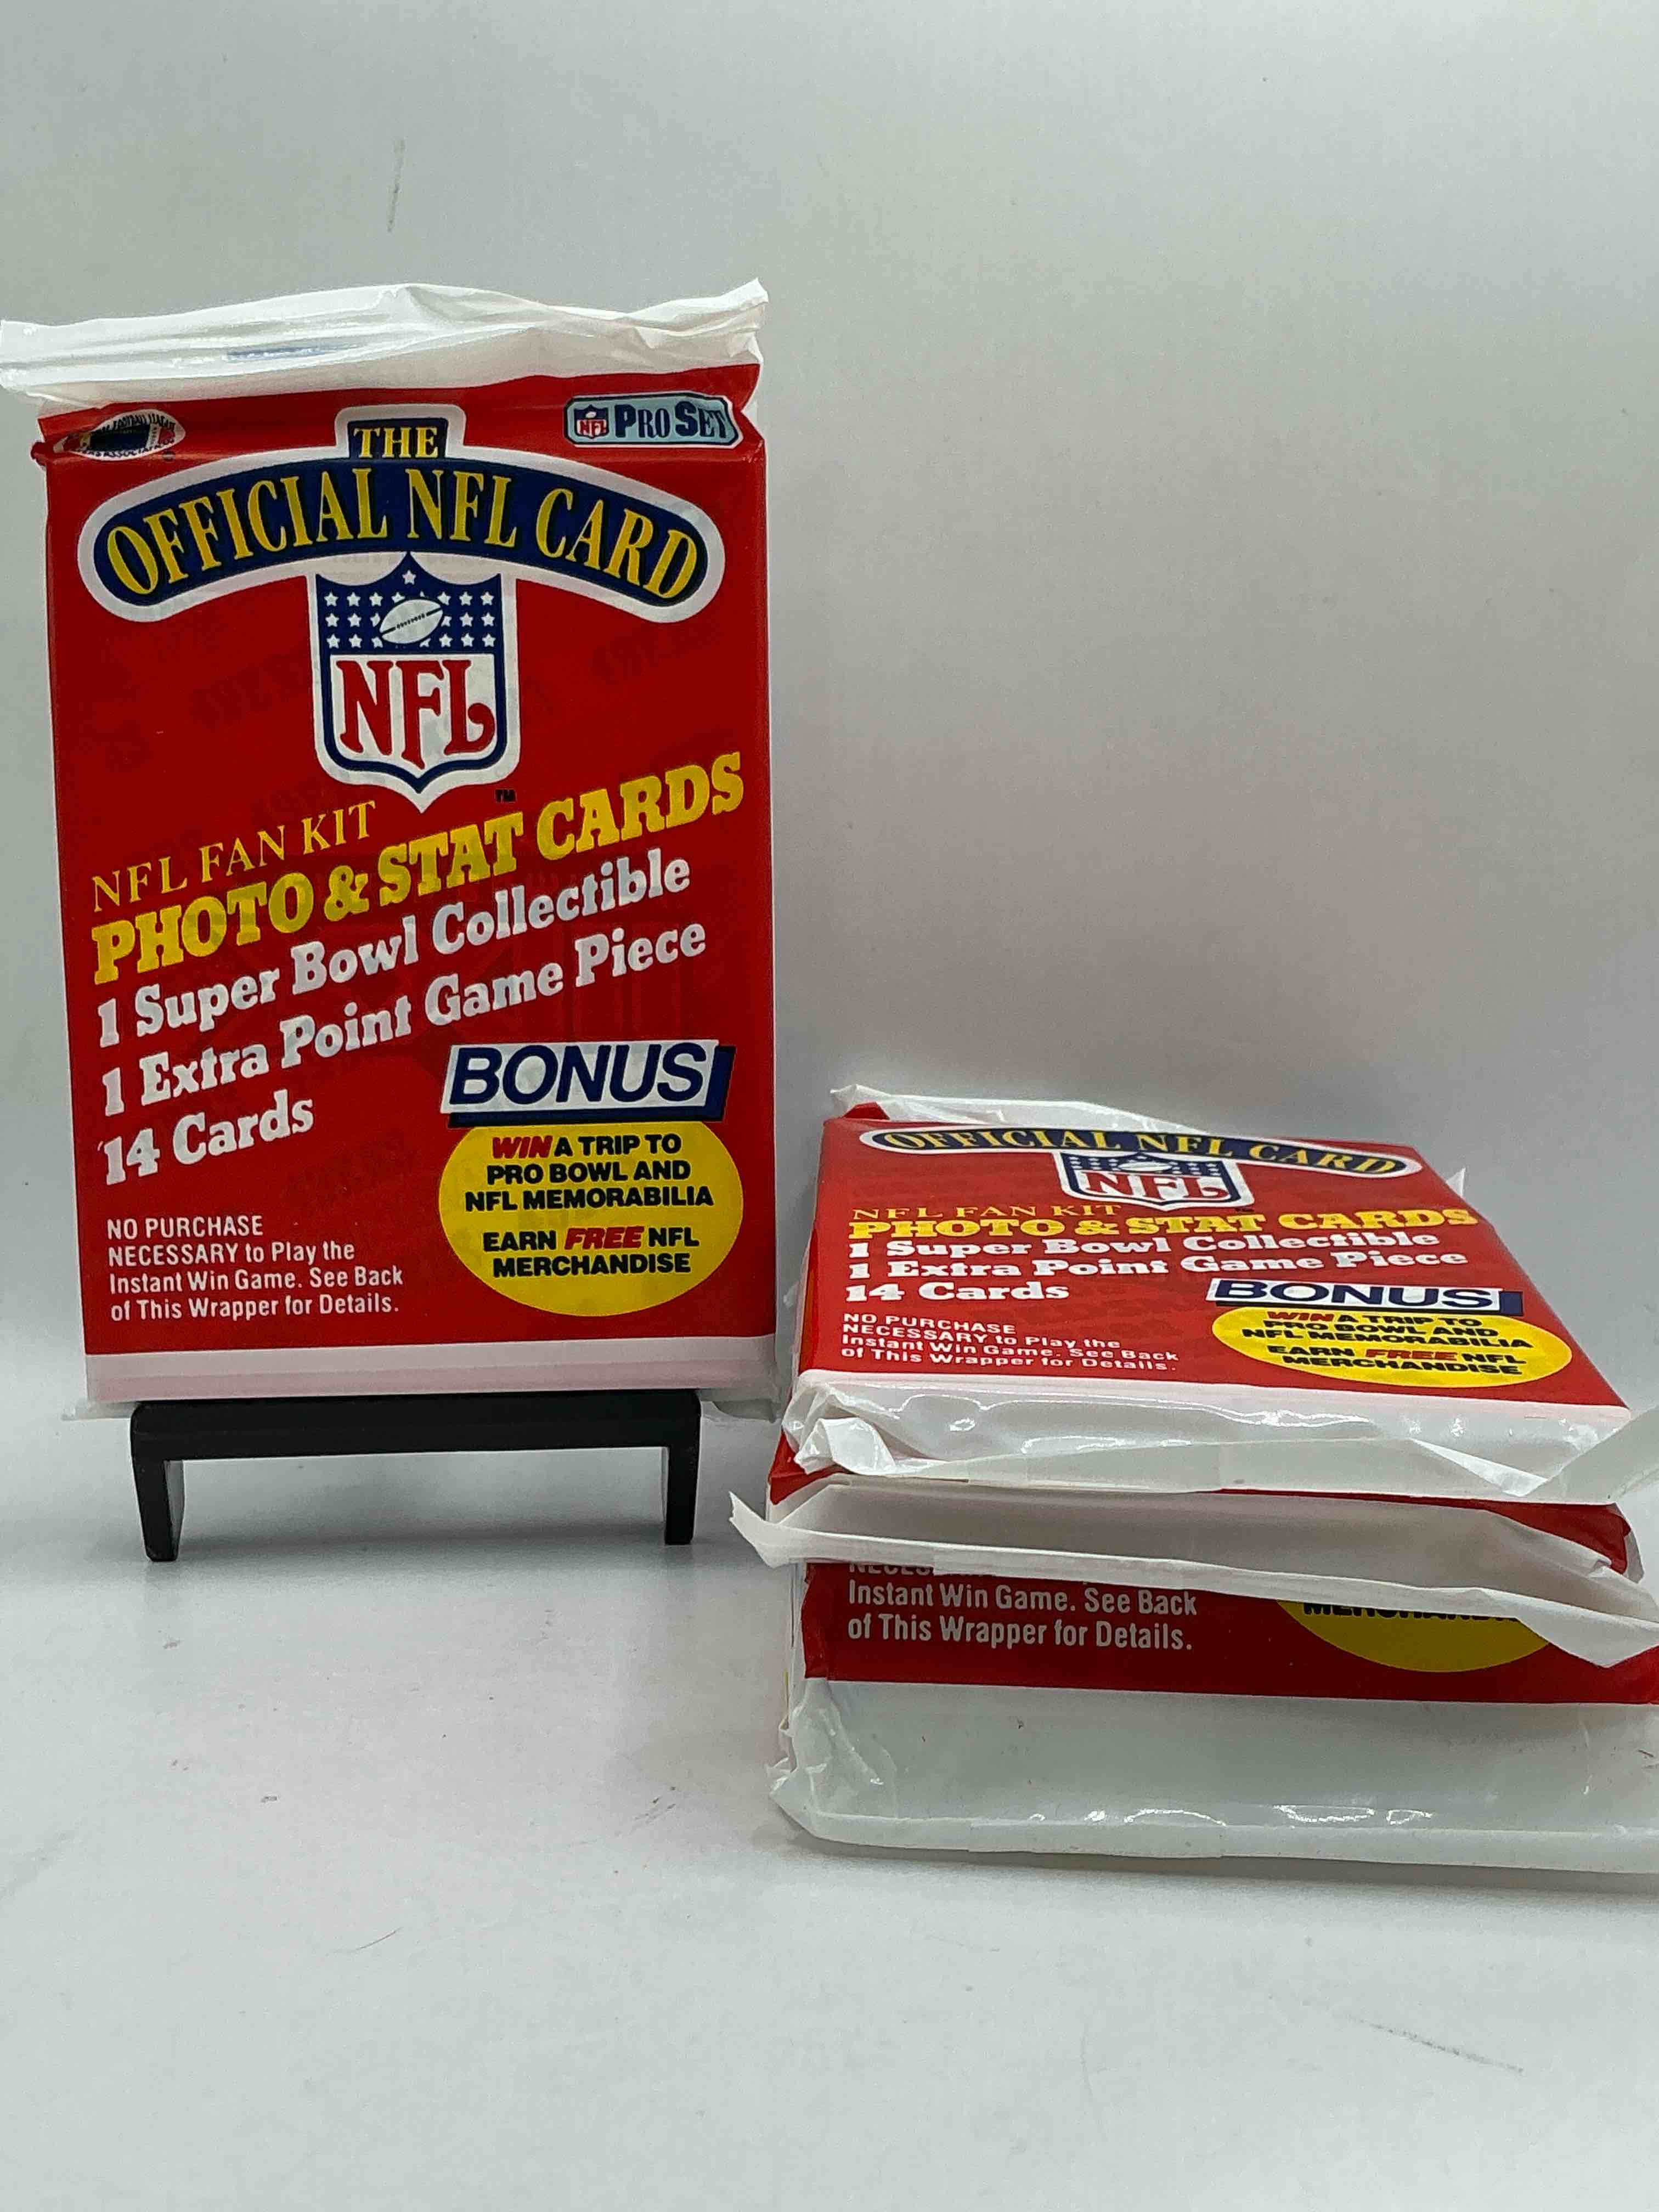 PRO SET
THE
OFFICIAL NFL CARD
NFL
TM
NFL FAN KIT
PHOTO & STAT CARDS
1 Super Bowl Collectible
1 Extra Point Game Piece
14 Cards
BONUS
WIN A TRIP TO
PRO BOWL AND
NFL MEMORABILIA
EARN FREE NFL
MERCHANDISE
NO PURCHASE
NECESSARY to Play the
Instant Win Game. See Back
of This Wrapper for Details.
OFFICIAL NFL CARD
NFL
NFL FAN KIT
PHOTO & STAT CARDS
1 Super Bowl Collectible
1 Extra Point Game Piece
14 Cards
BONUS
WIN A TRIP TO
PRO BOWL AND
NFL MEMORABILIA
EARN FREE NFL
MERCHANDISE
NO PURCHASE
NECESSARY to Play the
Instant Win Game. See Back
of This Wrapper for Details.
Instant Win Game. See Back
of This Wrapper for Details.